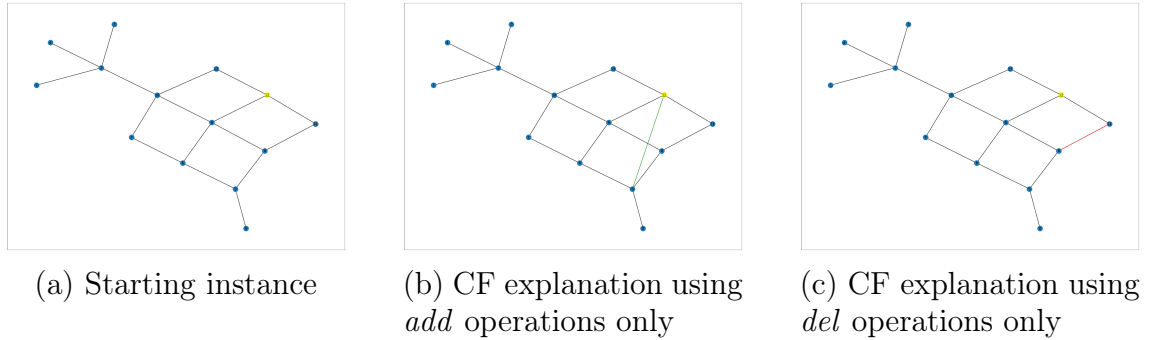 (a) Starting instance
(b) CF explanation using
add operations only
(c) CF explanation using
del operations only